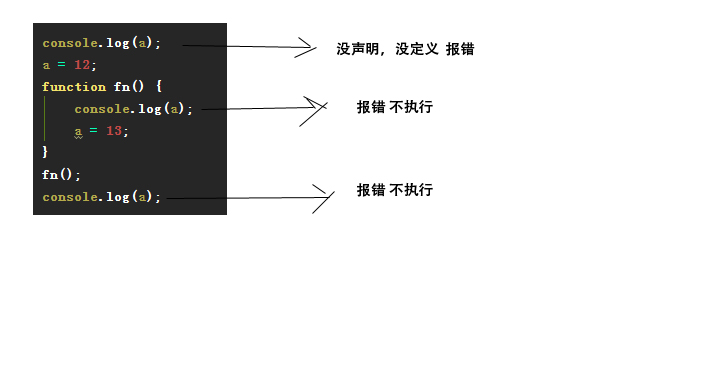 console.log(a); 没声明，没定义 报错
a = 12;
function fn() {
console.log(a); 报错 不执行
a = 13;
}
fn();
console.log(a); 报错 不执行